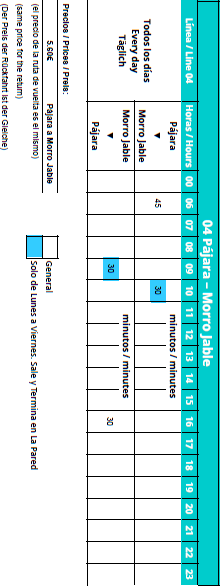 04 Pájara – Morro Jable
Línea / Line 04 Horas / Hours 00 06 07 08 09 10 11 12 13 14 15 16 17 18 19 20 21 22 23
Todos los días
Every day
Täglich
Pájara
▼
Morro Jable
45 30 minutos / minutes
Morro Jable
▼
Pájara
30 minutos / minutes 30
Precios / Prices / Preis:
5.60€ Pájara a Morro Jable
(el precio de la ruta de vuelta es el mismo)
(same price for the return)
(Der Preis der Rückfahrt ist der Gleiche)
General
Solo de Lunes a Viernes. Sale y Termina en La Pared